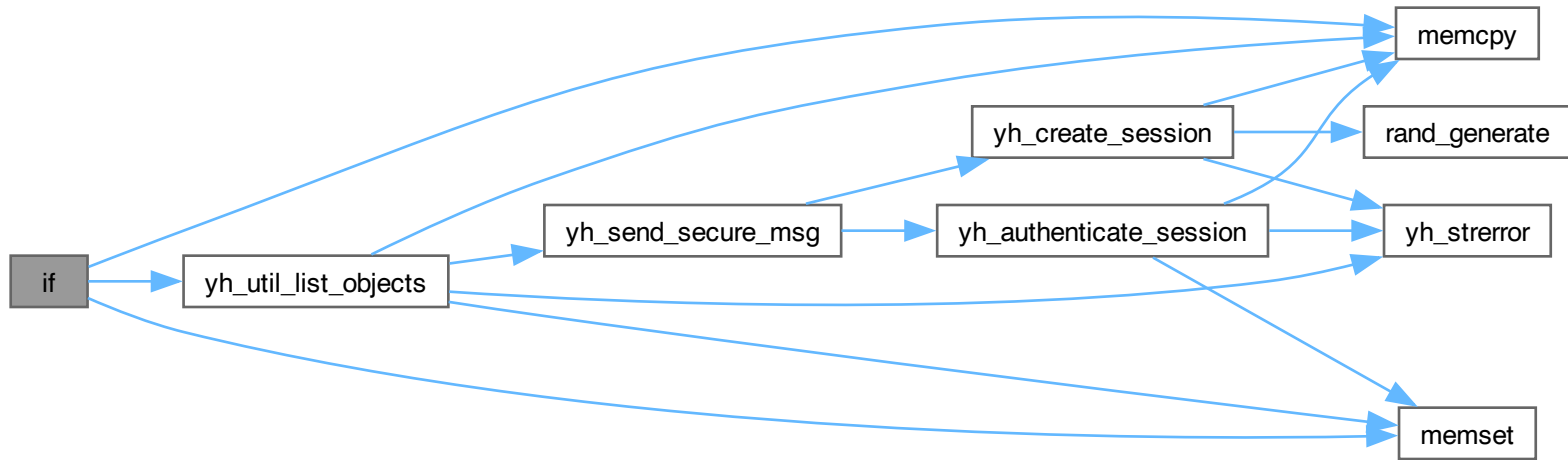 memcpy
yh_create_session
rand_generate
yh_send_secure_msg
yh_authenticate_session
yh_strerror
if
yh_util_list_objects
memset